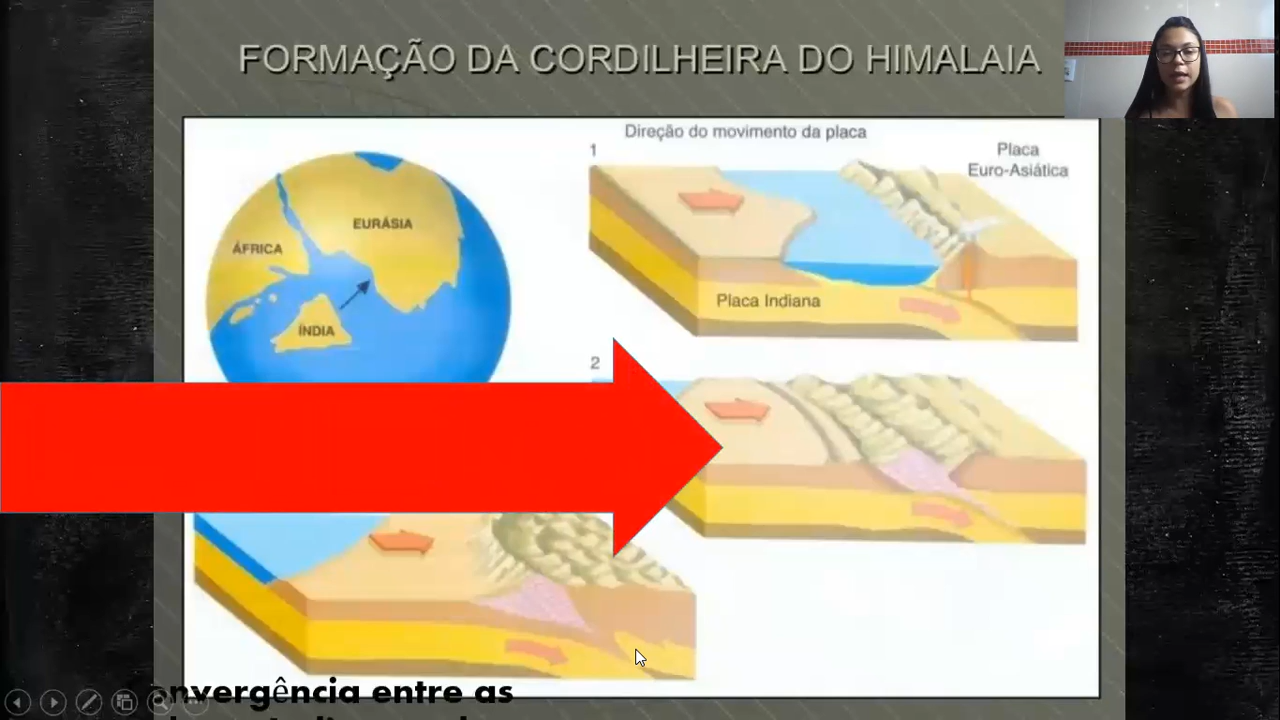 FORMAÇÃO DA CORDILHEIRA DO HIMALAIA
Direção do movimento da placa
1
Placa
Euro-Asiática
EURÁSIA
ÁFRICA
ÍNDIA
Placa Indiana
2
nvergência entre as